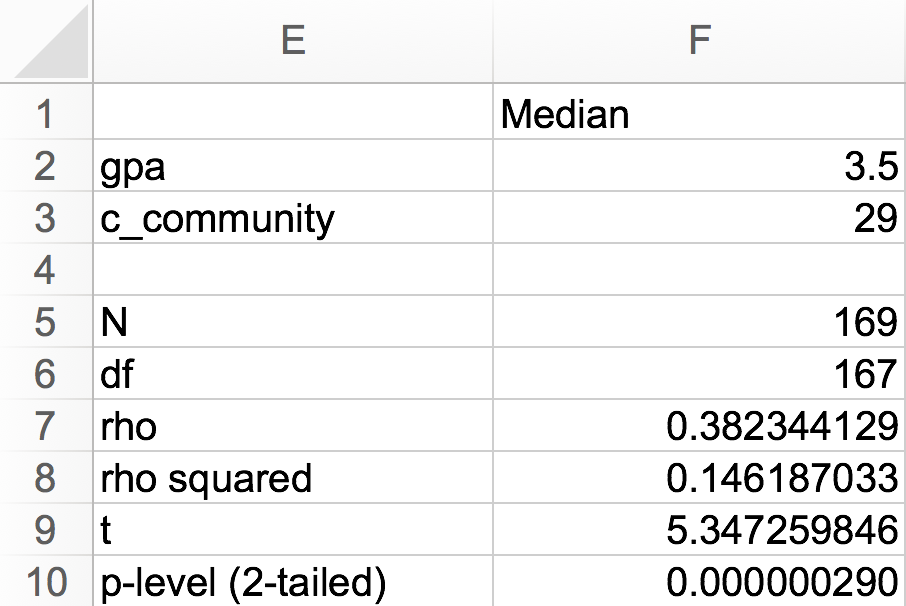 E F
1 Median
2 gpa 3.5
3 c_community 29
4
5 N 169
6 df 167
7 rho 0.382344129
8 rho squared 0.146187033
9 t 5.347259846
10 p-level (2-tailed) 0.000000290